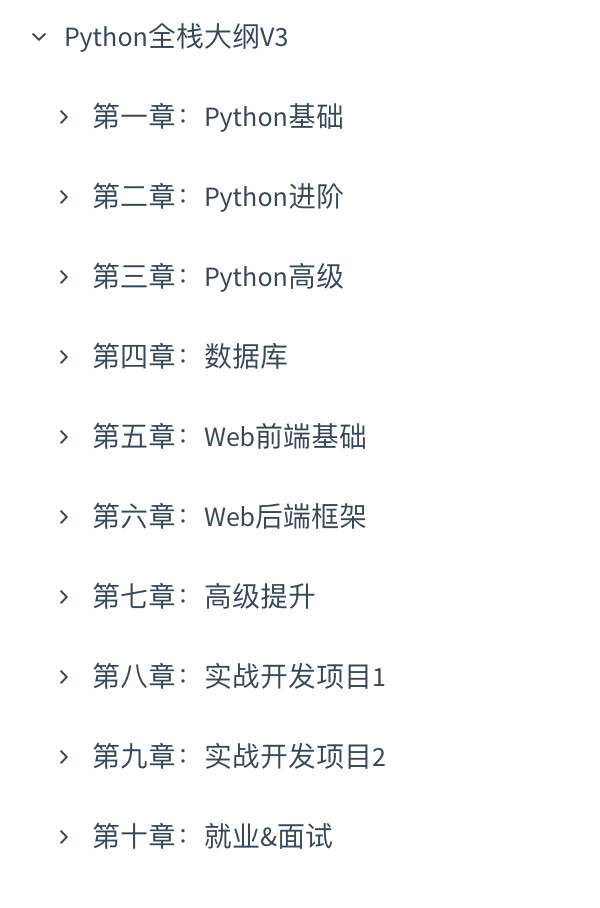 Python全栈大纲V3
第一章：Python基础
第二章：Python进阶
第三章：Python高级
第四章：数据库
第五章：Web前端基础
第六章：Web后端框架
第七章：高级提升
第八章：实战开发项目1
第九章：实战开发项目2
第十章：就业&面试